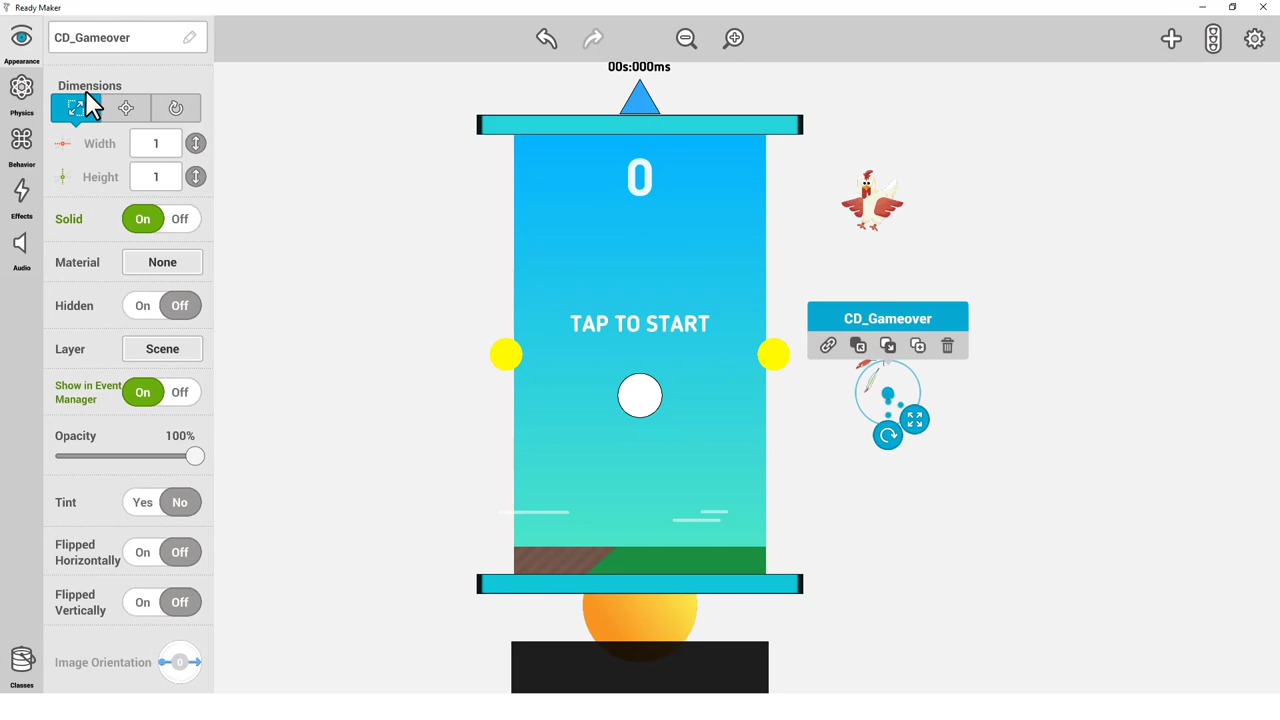 Ready Maker
CD_Gameover
Appearance
Dimensions
Width 1
Height 1
Physics
Solid On Off
Behavior
Material None
Effects
Hidden On Off
Audio
Layer Scene
Show in Event
Manager On Off
Opacity 100%
Tint Yes No
Flipped
Horizontally On Off
Flipped
Vertically On Off
Image Orientation 0
Classes
00s:000ms
0
TAP TO START
CD_Gameover